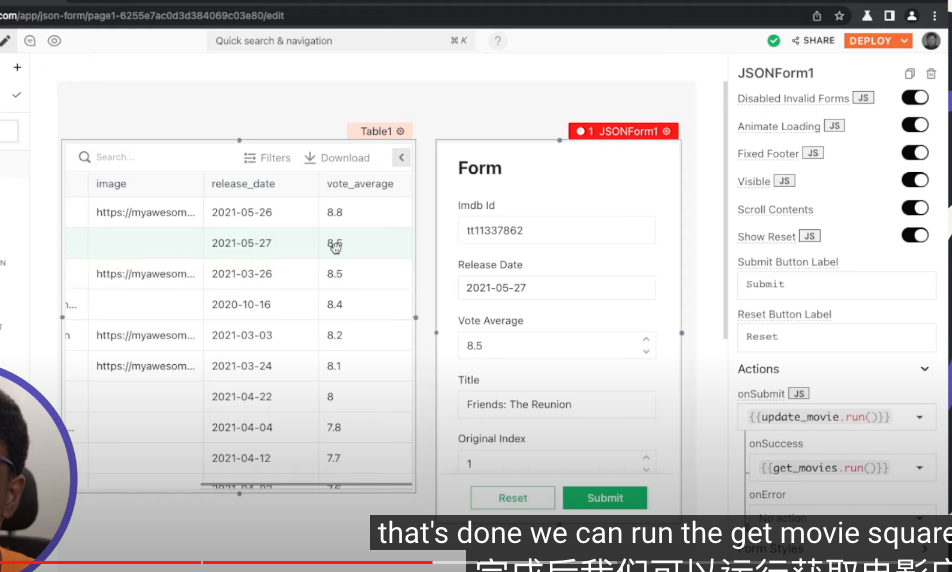 com/app/json-form/page1-6255e7ac0d3d384069c03e80/edit
Quick search & navigation
⌘ K
?
SHARE
DEPLOY
JSONForm1
Table1
1 JSONForm1
Disabled Invalid Forms JS
Animate Loading JS
Fixed Footer JS
Visible JS
Scroll Contents
Show Reset JS
Submit Button Label
Submit
Reset Button Label
Reset
Actions
onSubmit JS
{{update_movie.run()}}
onSuccess
{{get_movies.run()}}
onError
No action
Form Styles
Search...
Filters
Download
image release_date vote_average
https://myawesom... 2021-05-26 8.8
2021-05-27 8.5
https://myawesom... 2021-03-26 8.5
n... 2020-10-16 8.4
n https://myawesom... 2021-03-03 8.2
https://myawesom... 2021-03-24 8.1
2021-04-22 8
... 2021-04-04 7.8
2021-04-12 7.7
Form
Imdb Id
tt11337862
Release Date
2021-05-27
Vote Average
8.5
Title
Friends: The Reunion
Original Index
1
Reset
Submit
N
T
that's done we can run the get movie square
完成后我们可以运行获取电影广